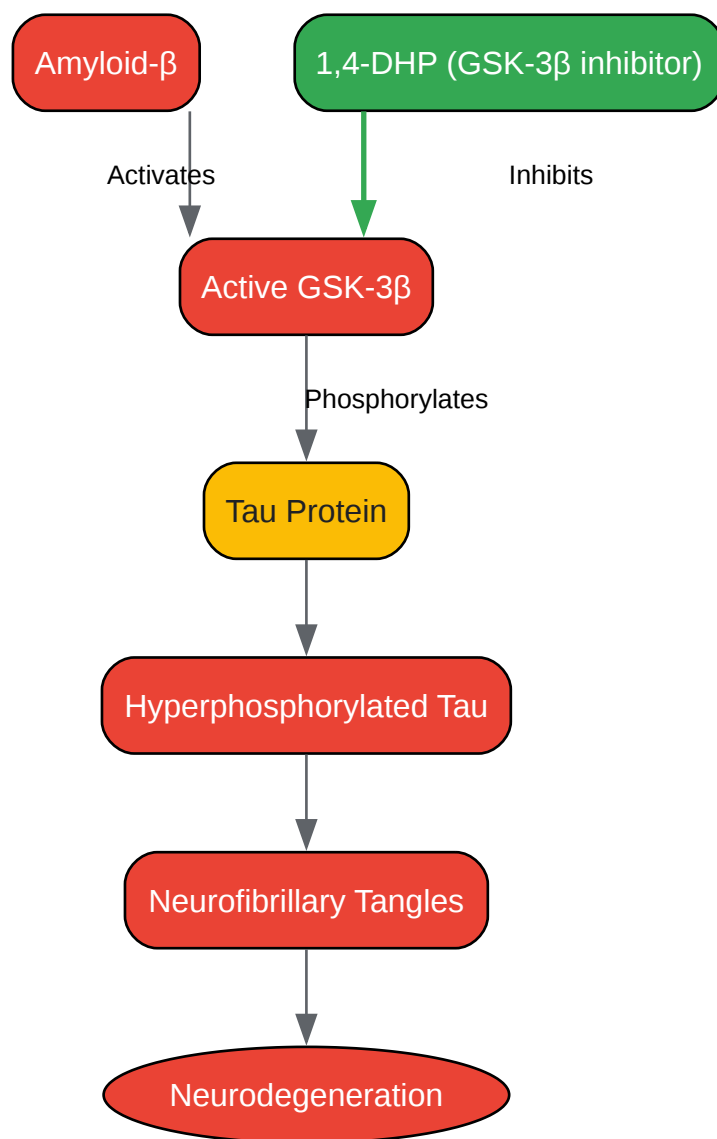 Amyloid-β
1,4-DHP (GSK-3β inhibitor)
Activates
Inhibits
Active GSK-3β
Phosphorylates
Tau Protein
Hyperphosphorylated Tau
Neurofibrillary Tangles
Neurodegeneration